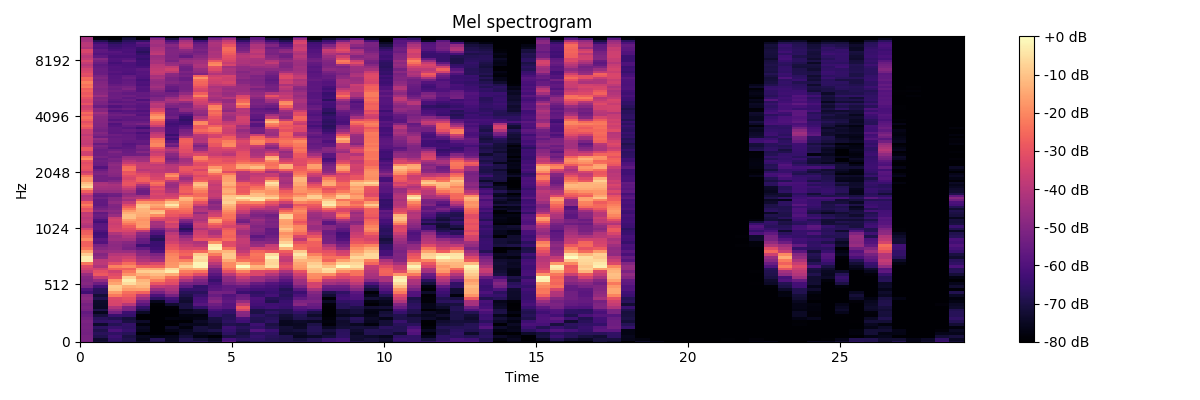 Mel spectrogram
Hz
8192
4096
2048
1024
512
0
0 5 10 15 20 25
Time
+0 dB
-10 dB
-20 dB
-30 dB
-40 dB
-50 dB
-60 dB
-70 dB
-80 dB